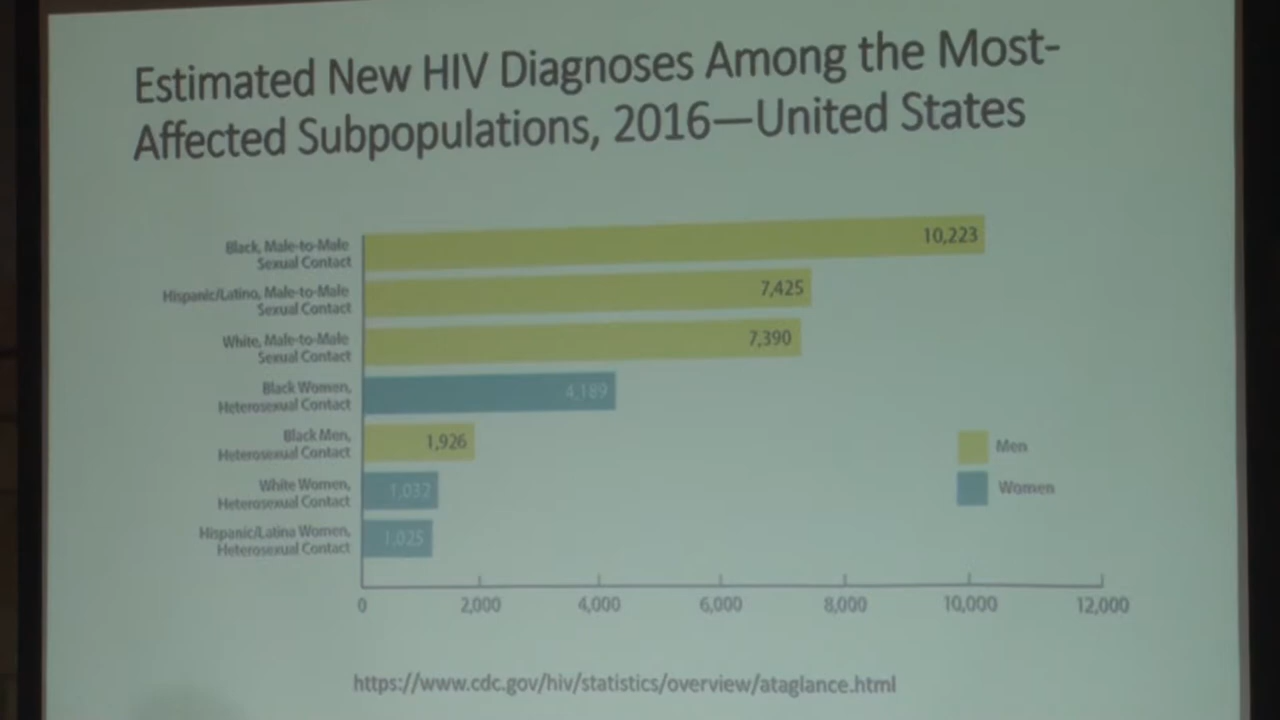 Estimated New HIV Diagnoses Among the Most-
Affected Subpopulations, 2016—United States
Black, Male-to-Male
Sexual Contact
10,223
Hispanic/Latino, Male-to-Male
Sexual Contact
7,425
White, Male-to-Male
Sexual Contact
7,390
Black Women,
Heterosexual Contact
4,189
Black Men,
Heterosexual Contact
1,926
White Women,
Heterosexual Contact
1,032
Hispanic/Latina Women,
Heterosexual Contact
1,025
Men
Women
0 2,000 4,000 6,000 8,000 10,000 12,000
https://www.cdc.gov/hiv/statistics/overview/ataglance.html